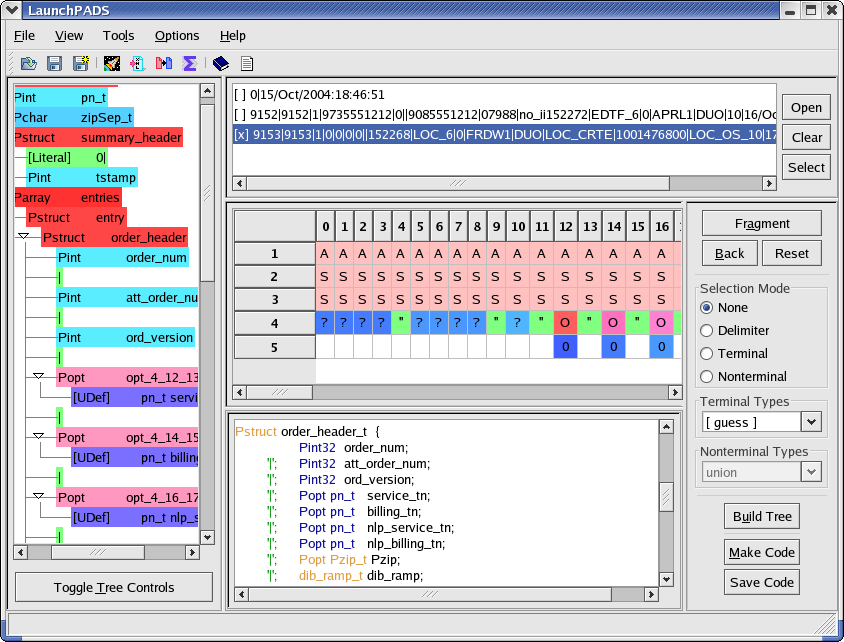 LaunchPADS
File View Tools Options Help
Pint pn_t
Pchar zipSep_t
Pstruct summary_header
[Literal] 0|
Pint tstamp
Parray entries
Pstruct entry
Pstruct order_header
Pint order_num
|
Pint att_order_nu
|
Pint ord_version
|
Popt opt_4_12_13
[UDef] pn_t servi
|
Popt opt_4_14_15
[UDef] pn_t billin
|
Popt opt_4_16_17
[UDef] pn_t nlp_s
|
Toggle Tree Controls
[ ] 0|15/Oct/2004:18:46:51
[ ] 9152|9152|1|9735551212|0||9085551212|07988|no_ii152272|EDTF_6|0|APRL1|DUO|10|16/Oc
[x] 9153|9153|1|0|0|0|0||152268|LOC_6|0|FRDW1|DUO|LOC_CRTE|1001476800|LOC_OS_10|17
Open
Clear
Select
0 1 2 3 4 5 6 7 8 9 10 11 12 13 14 15 16
1 A A A A A A A A A A A A A A A A A
2 S S S S S S S S S S S S S S S S S
3 S S S S S S S S S S S S S S S S S
4 ? ? ? ? " ? ? ? ? " ? " O " O " O
5 0 0 0
Pstruct order_header_t {
Pint32 order_num;
'|'; Pint32 att_order_num;
'|'; Pint32 ord_version;
'|'; Popt pn_t service_tn;
'|'; Popt pn_t billing_tn;
'|'; Popt pn_t nlp_service_tn;
'|'; Popt pn_t nlp_billing_tn;
'|'; Popt Pzip_t Pzip;
'|'; dib_ramp_t dib_ramp;
Fragment
Back Reset
Selection Mode
None
Delimiter
Terminal
Nonterminal
Terminal Types
[ guess ]
Nonterminal Types
union
Build Tree
Make Code
Save Code